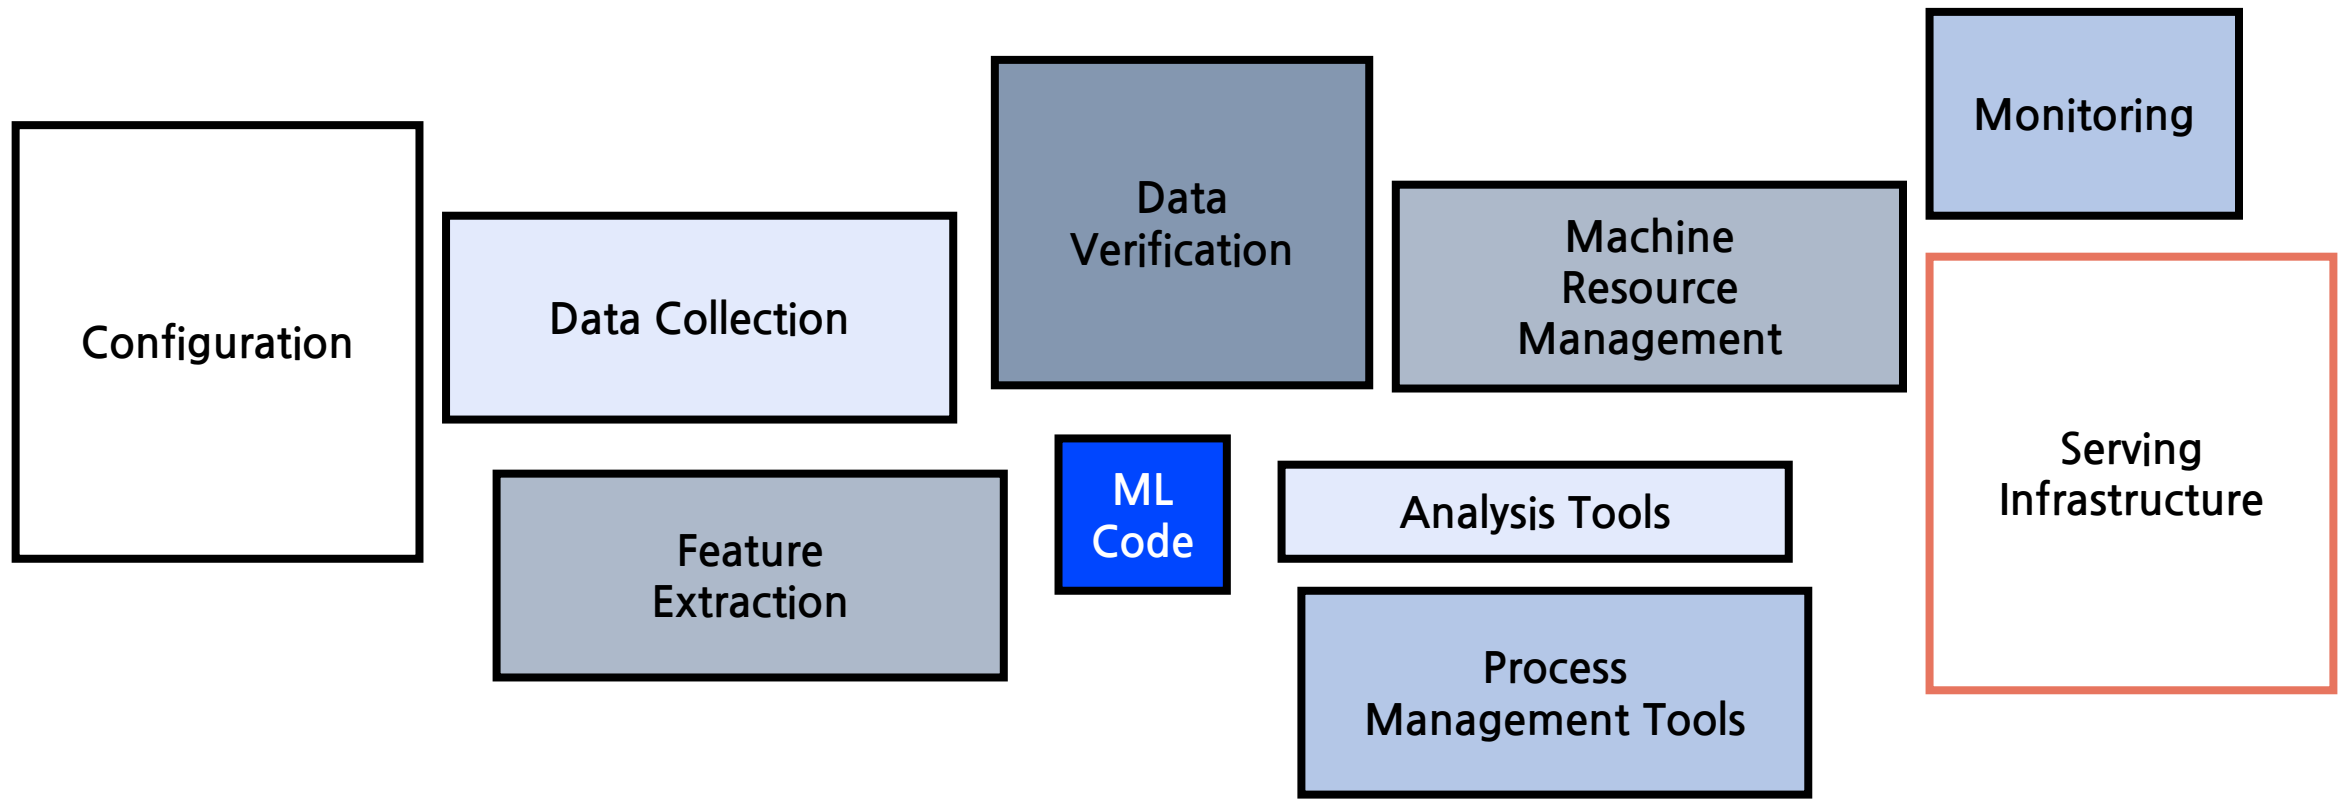 Configuration
Data Collection
Feature
Extraction
Data
Verification
ML
Code
Machine
Resource
Management
Analysis Tools
Process
Management Tools
Monitoring
Serving
Infrastructure